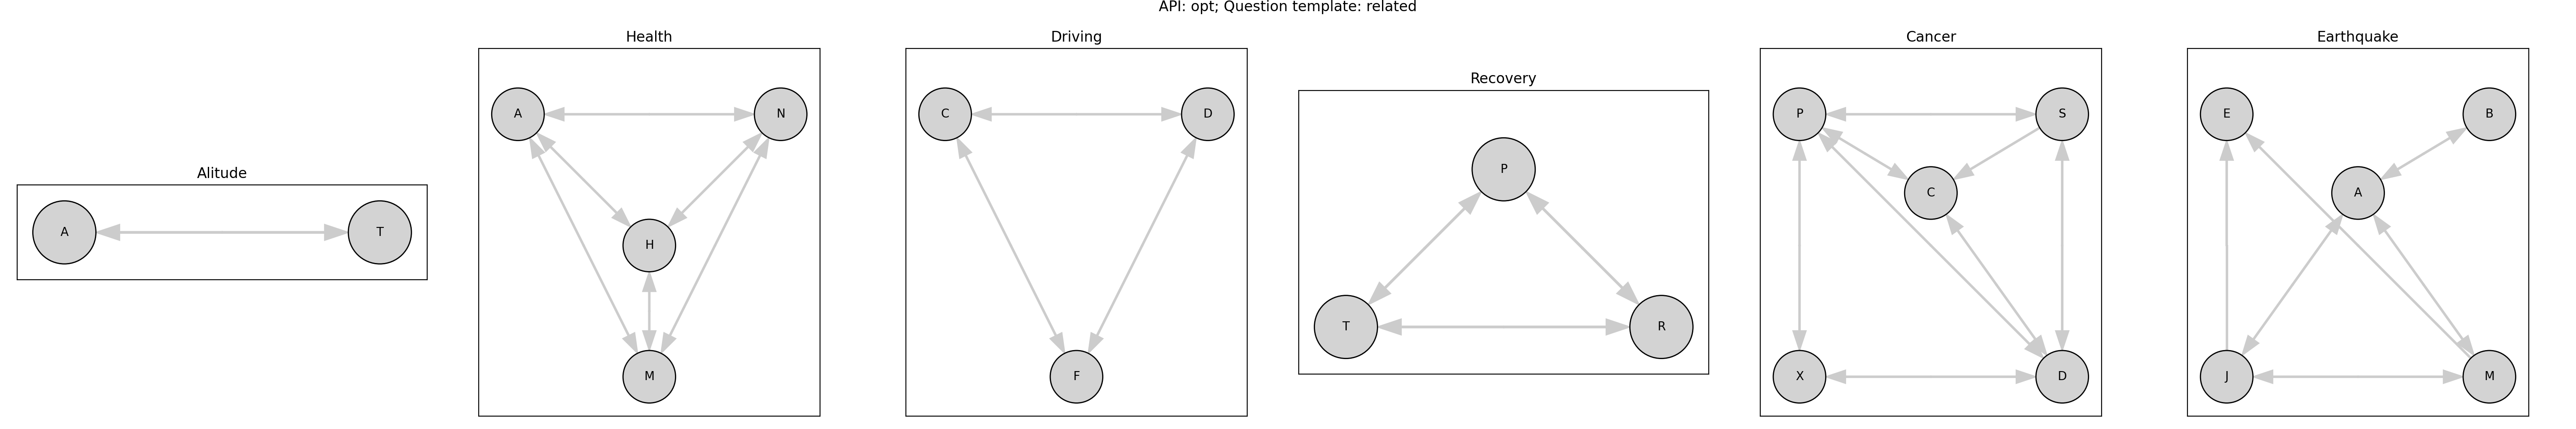 API: opt; Question template: related
Alitude
A
T
Health
A
N
H
M
Driving
C
D
F
Recovery
P
T
R
Cancer
P
S
C
X
D
Earthquake
E
B
A
J
M